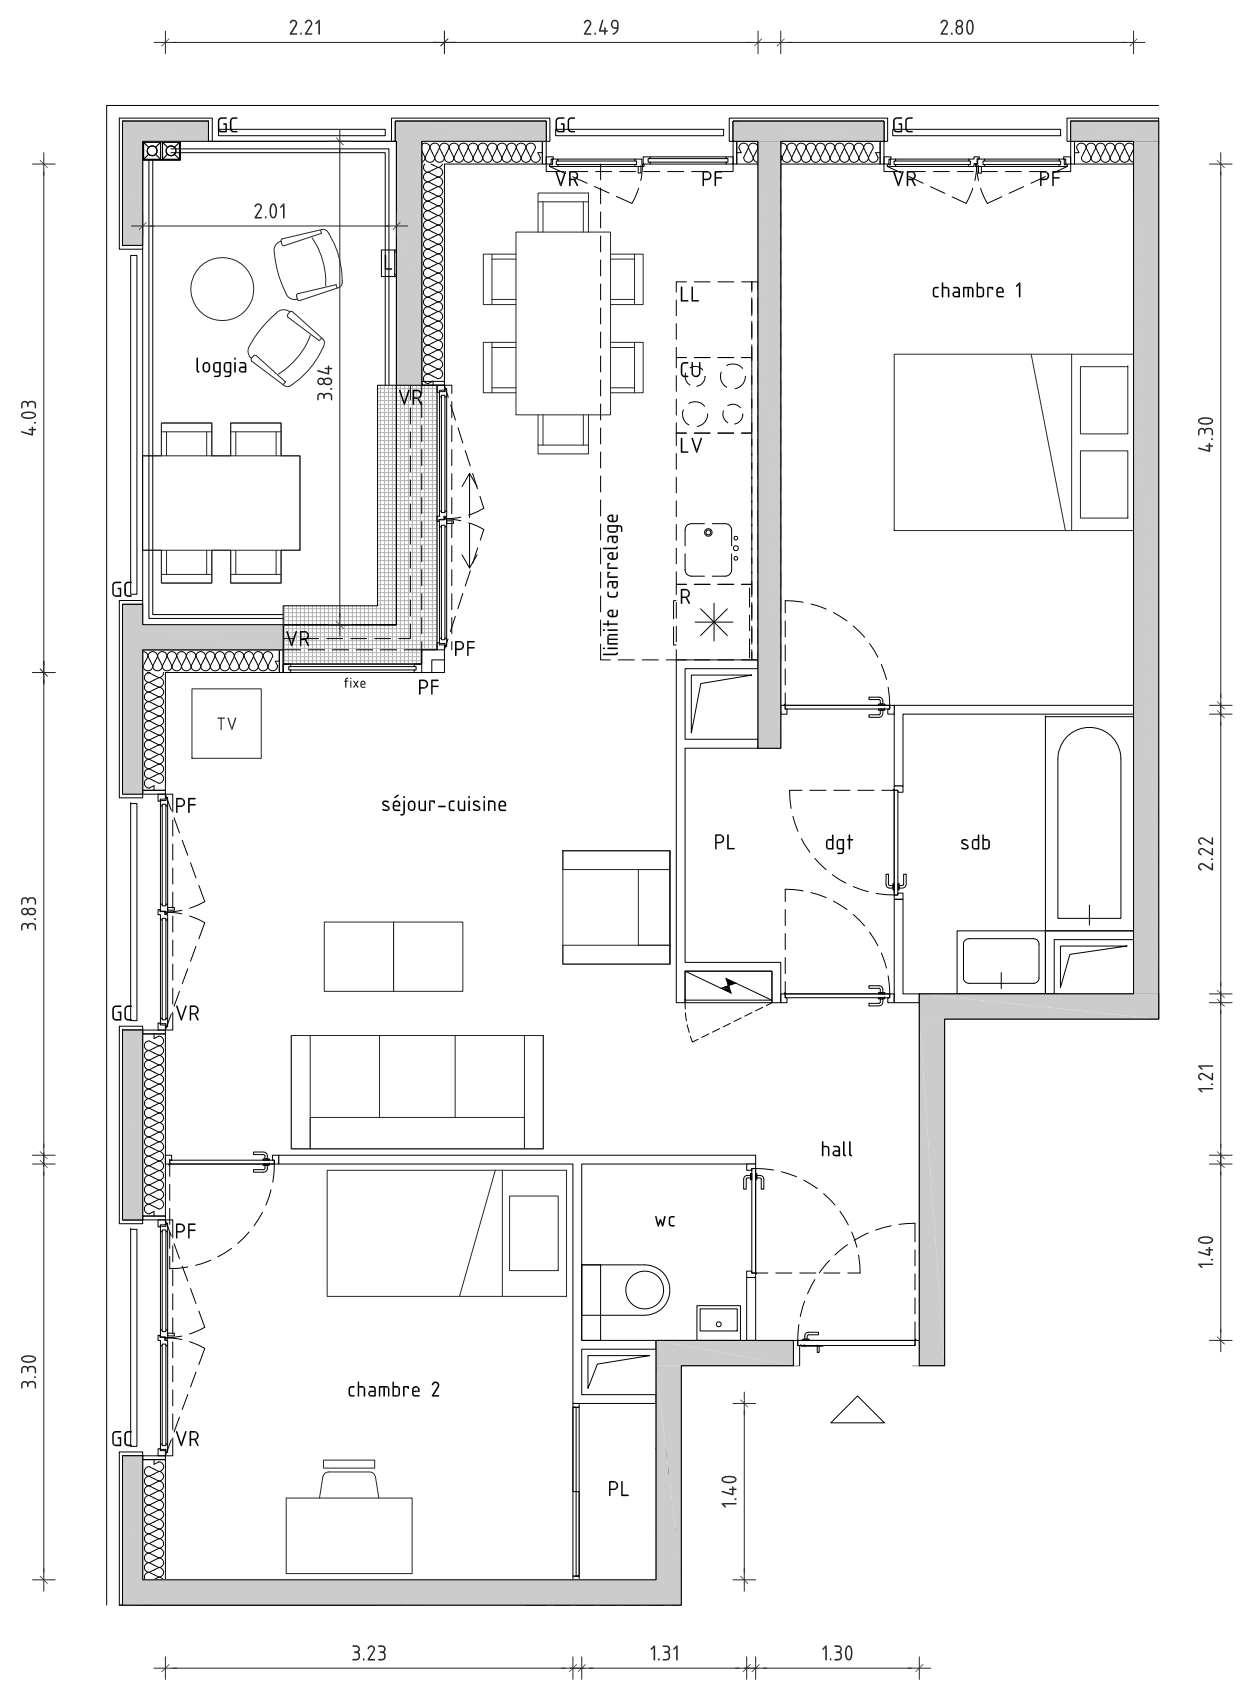 2.21 2.49 2.80
GC GC GC
VR PF VR PF
2.01
chambre 1
LL
loggia
3.84
CU
VR
4.03
4.30
LV
limite carrelage
GC
R
VR
PF
fixe
PF
TV
PF
séjour-cuisine
PL
dgt
sdb
2.22
3.83
GC
VR
1.21
hall
wc
PF
1.40
3.30
chambre 2
GC
VR
PL
1.40
3.23 1.31 1.30